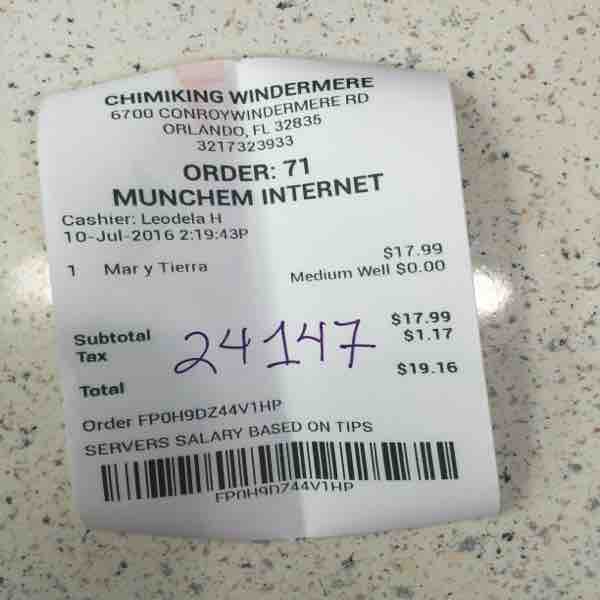 CHIMIKING WINDERMERE
6700 CONROYWINDERMERE RD
ORLANDO, FL 32835
3217323933
ORDER: 71
MUNCHEM INTERNET
Cashier: Leodela H
10-Jul-2016 2:19:43P
1 Mar y Tierra $17.99
Medium Well $0.00
Subtotal $17.99
Tax $1.17
24147
Total $19.16
Order FP0H9DZ44V1HP
SERVERS SALARY BASED ON TIPS
FP0H9DZ44V1HP